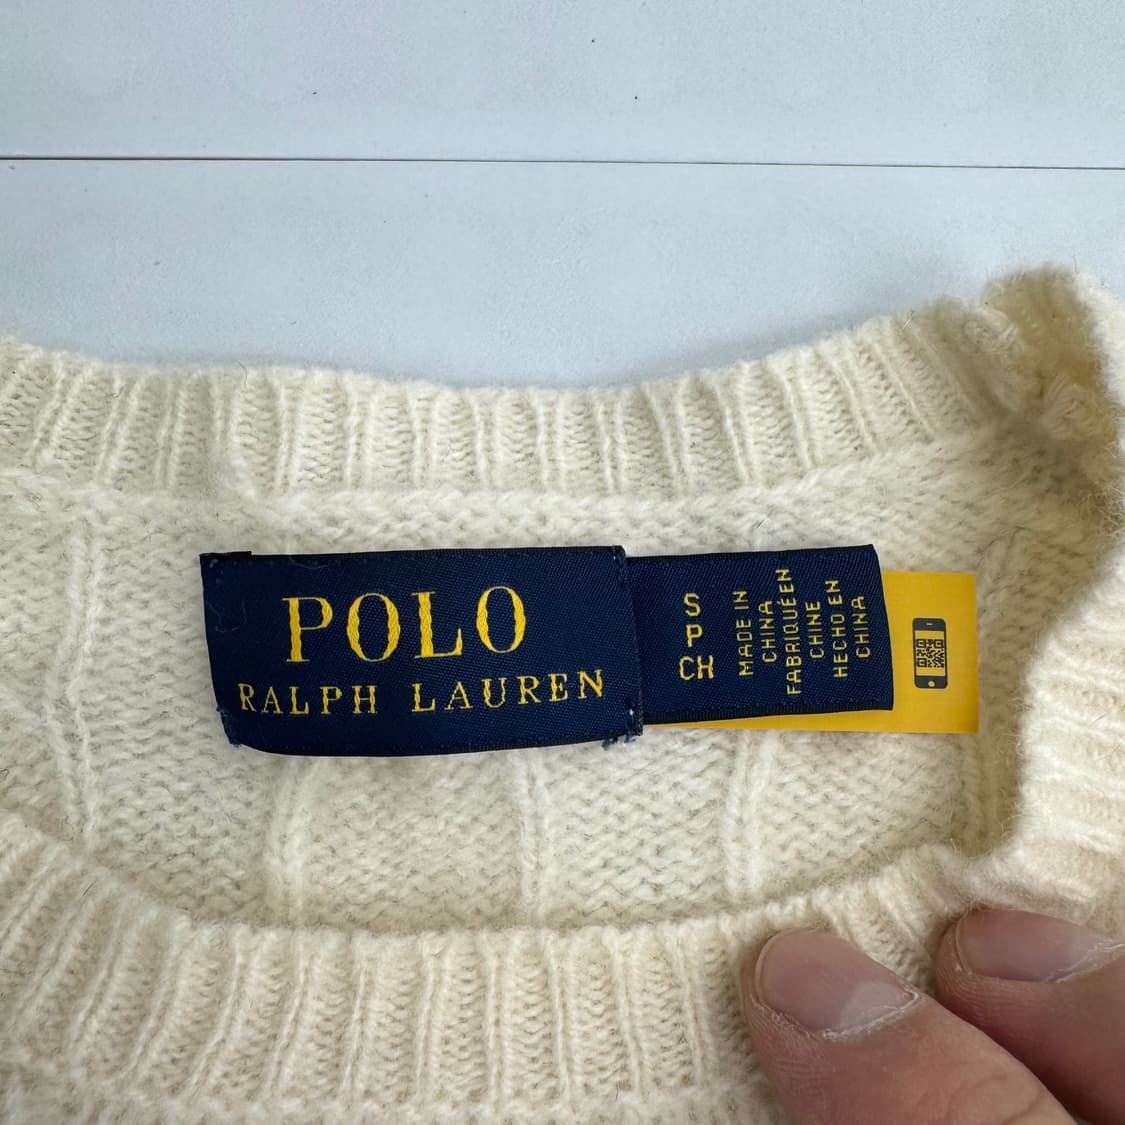 POLO
RALPH LAUREN
S
P
CH
MADE IN
CHINA
FABRIQUÉ EN
CHINE
HECHO EN
CHINA